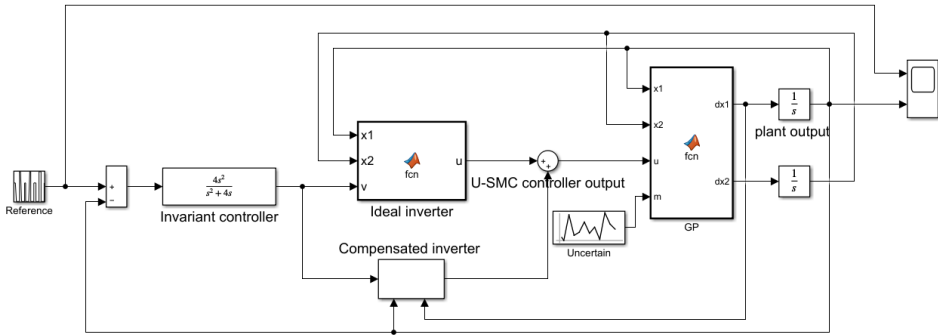 x1
x2
v
u
fcn
Ideal inverter
x1
x2
u
m
dx1
dx2
fcn
GP
1
s
plant output
1
s
Reference
+
−
4s²
s² + 4s
Invariant controller
+
+
U-SMC controller output
Uncertain
Compensated inverter